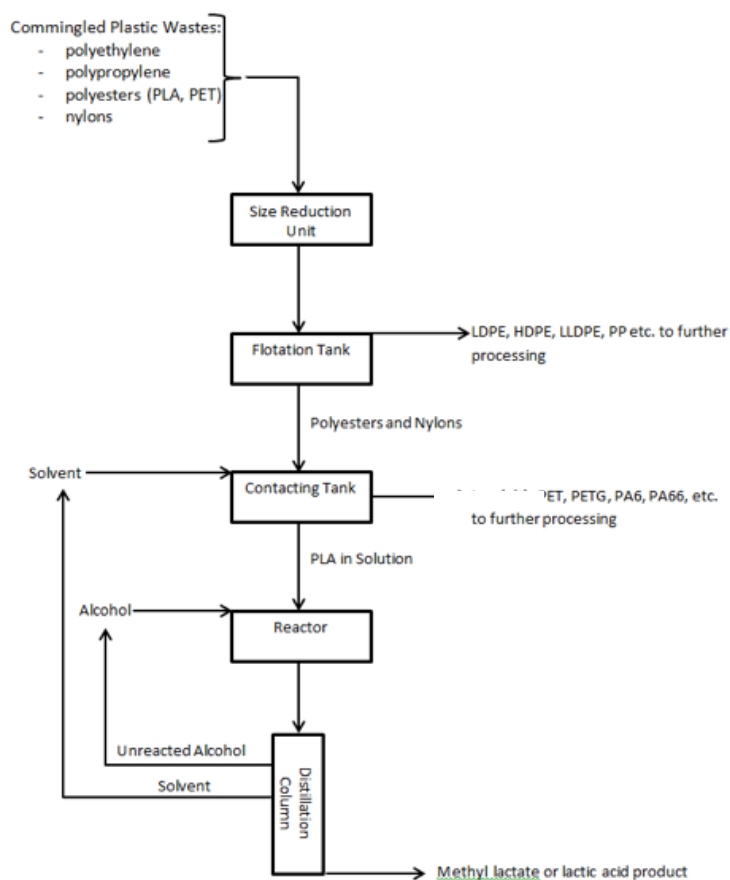 Commingled Plastic Wastes:
- polyethylene
- polypropylene
- polyesters (PLA, PET)
- nylons
Size Reduction
Unit
Flotation Tank
LDPE, HDPE, LLDPE, PP etc. to further
processing
Polyesters and Nylons
Solvent
Contacting Tank
PET, PETG, PA6, PA66, etc.
to further processing
PLA in Solution
Alcohol
Reactor
Unreacted Alcohol
Solvent
Distillation
Column
Methyl lactate or lactic acid product